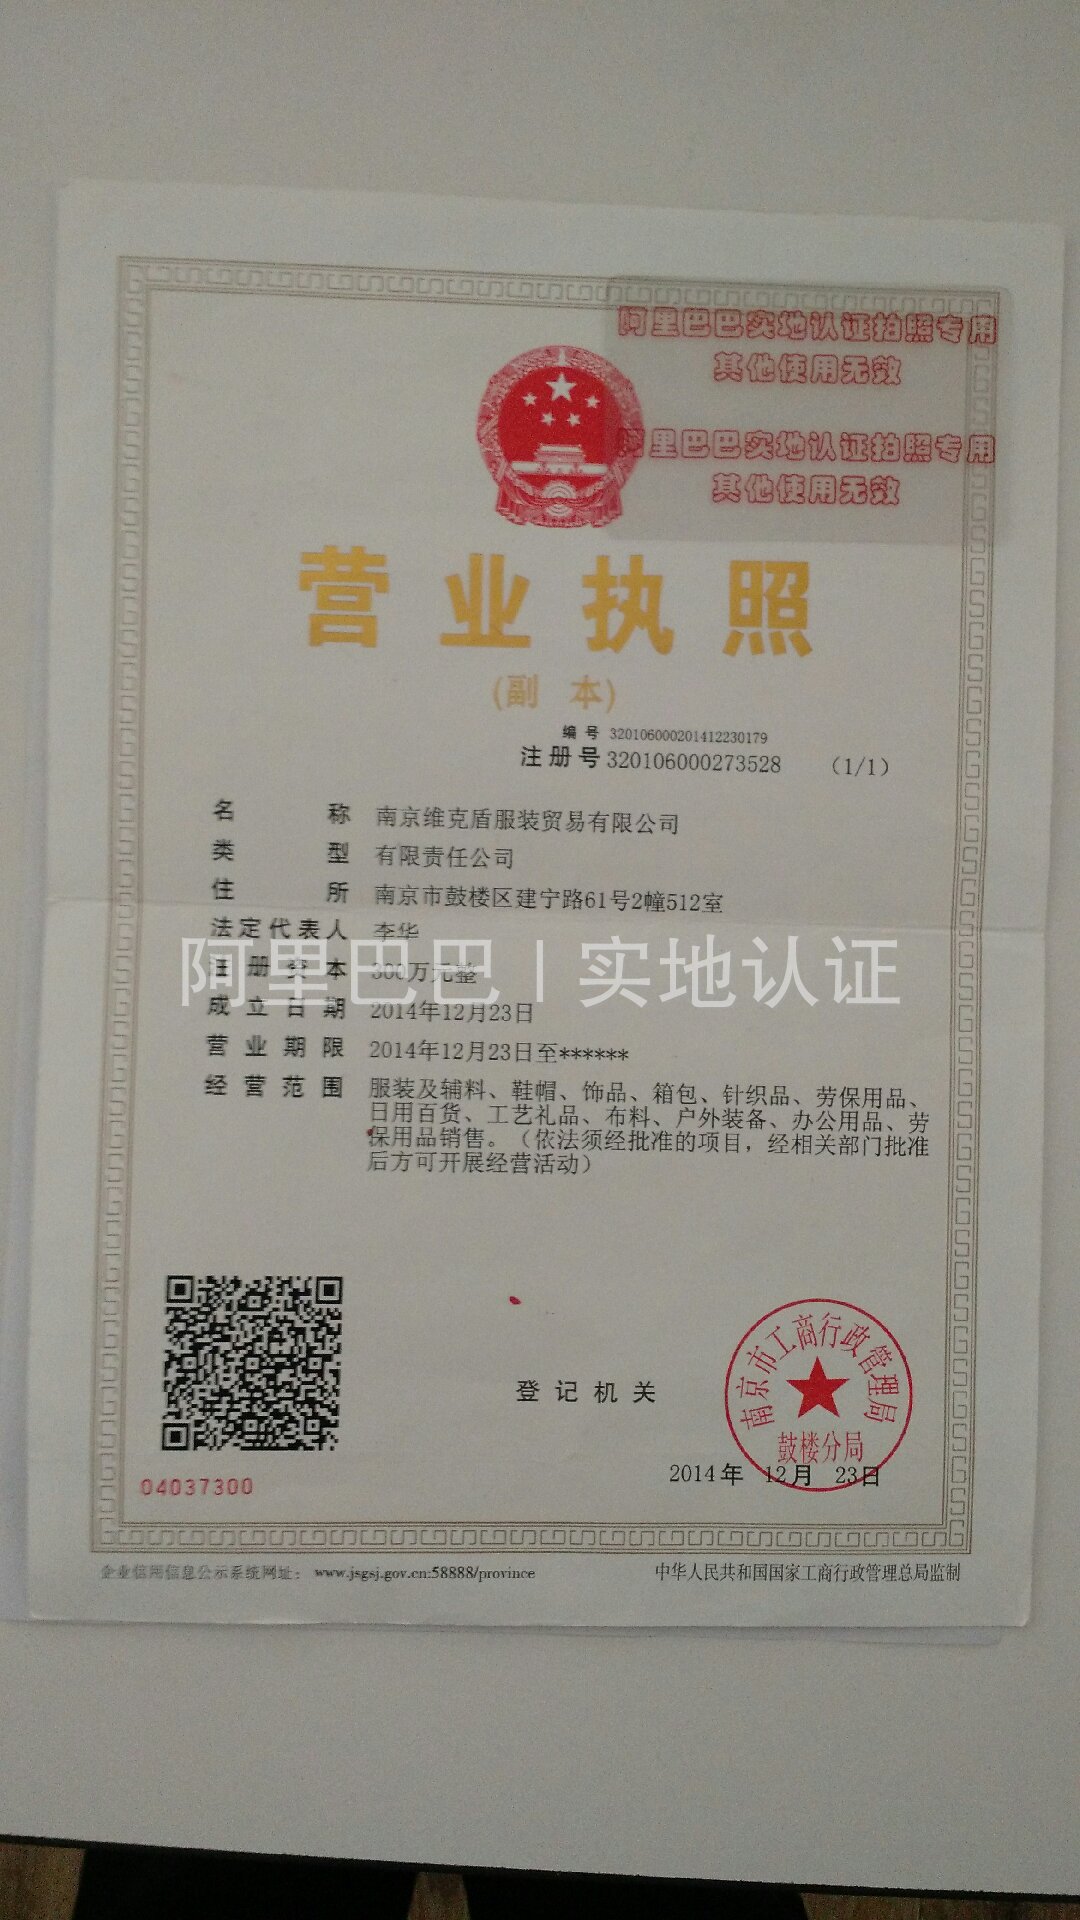 阿里巴巴实地认证拍照专用
其他使用无效
阿里巴巴实地认证拍照专用
其他使用无效
营业执照
(副 本)
编号 320106000201412230179
注册号 320106000273528 (1/1)
名称 南京维克盾服装贸易有限公司
类型 有限责任公司
住所 南京市鼓楼区建宁路61号2幢512室
法定代表人 李华
阿里巴巴 | 实地认证
注册资本 300万元整
成立日期 2014年12月23日
营业期限 2014年12月23日至******
经营范围 服装及辅料、鞋帽、饰品、箱包、针织品、劳保用品、
日用百货、工艺礼品、布料、户外装备、办公用品、劳
保用品销售。（依法须经批准的项目，经相关部门批准
后方可开展经营活动）
登记机关
南京市工商行政管理局
鼓楼分局
2014年 12月 23日
04037300
企业信用信息公示系统网址： www.jsgsj.gov.cn:58888/province
中华人民共和国国家工商行政管理总局监制